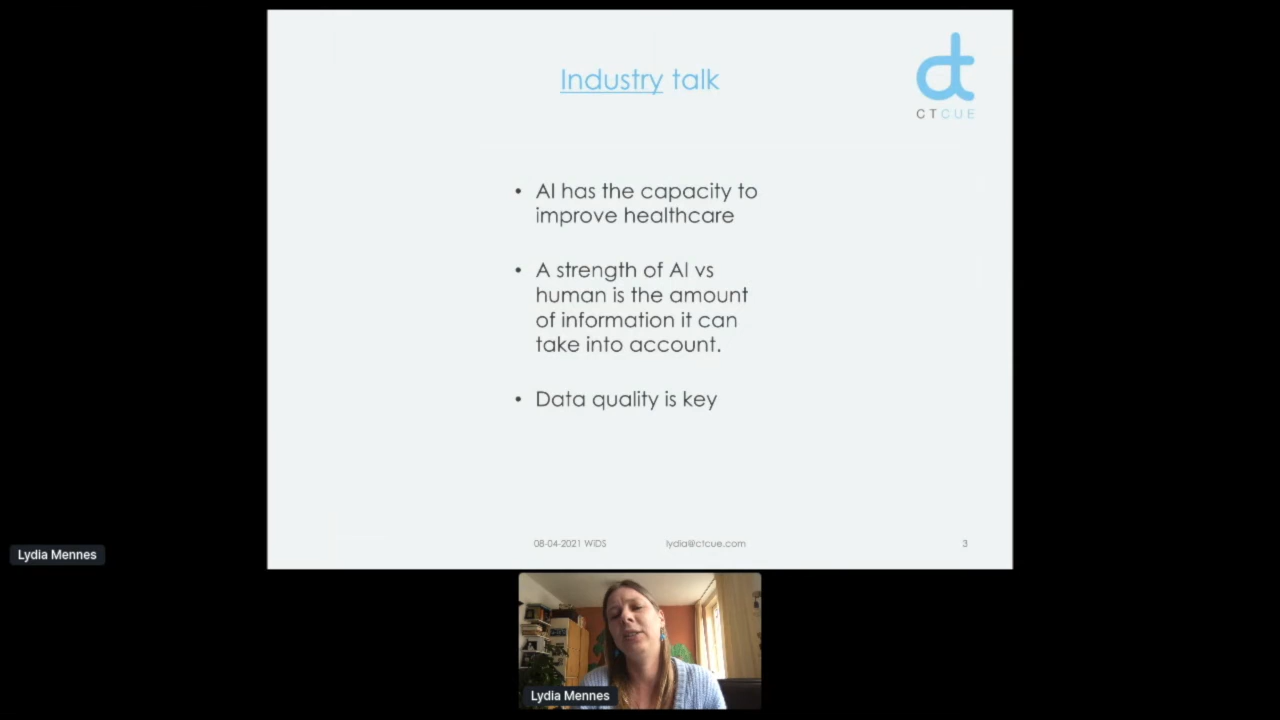 Industry talk
CTCUE
• AI has the capacity to
improve healthcare
• A strength of AI vs
human is the amount
of information it can
take into account.
• Data quality is key
08-04-2021 WiDS
lydia@ctcue.com
3
Lydia Mennes
Lydia Mennes